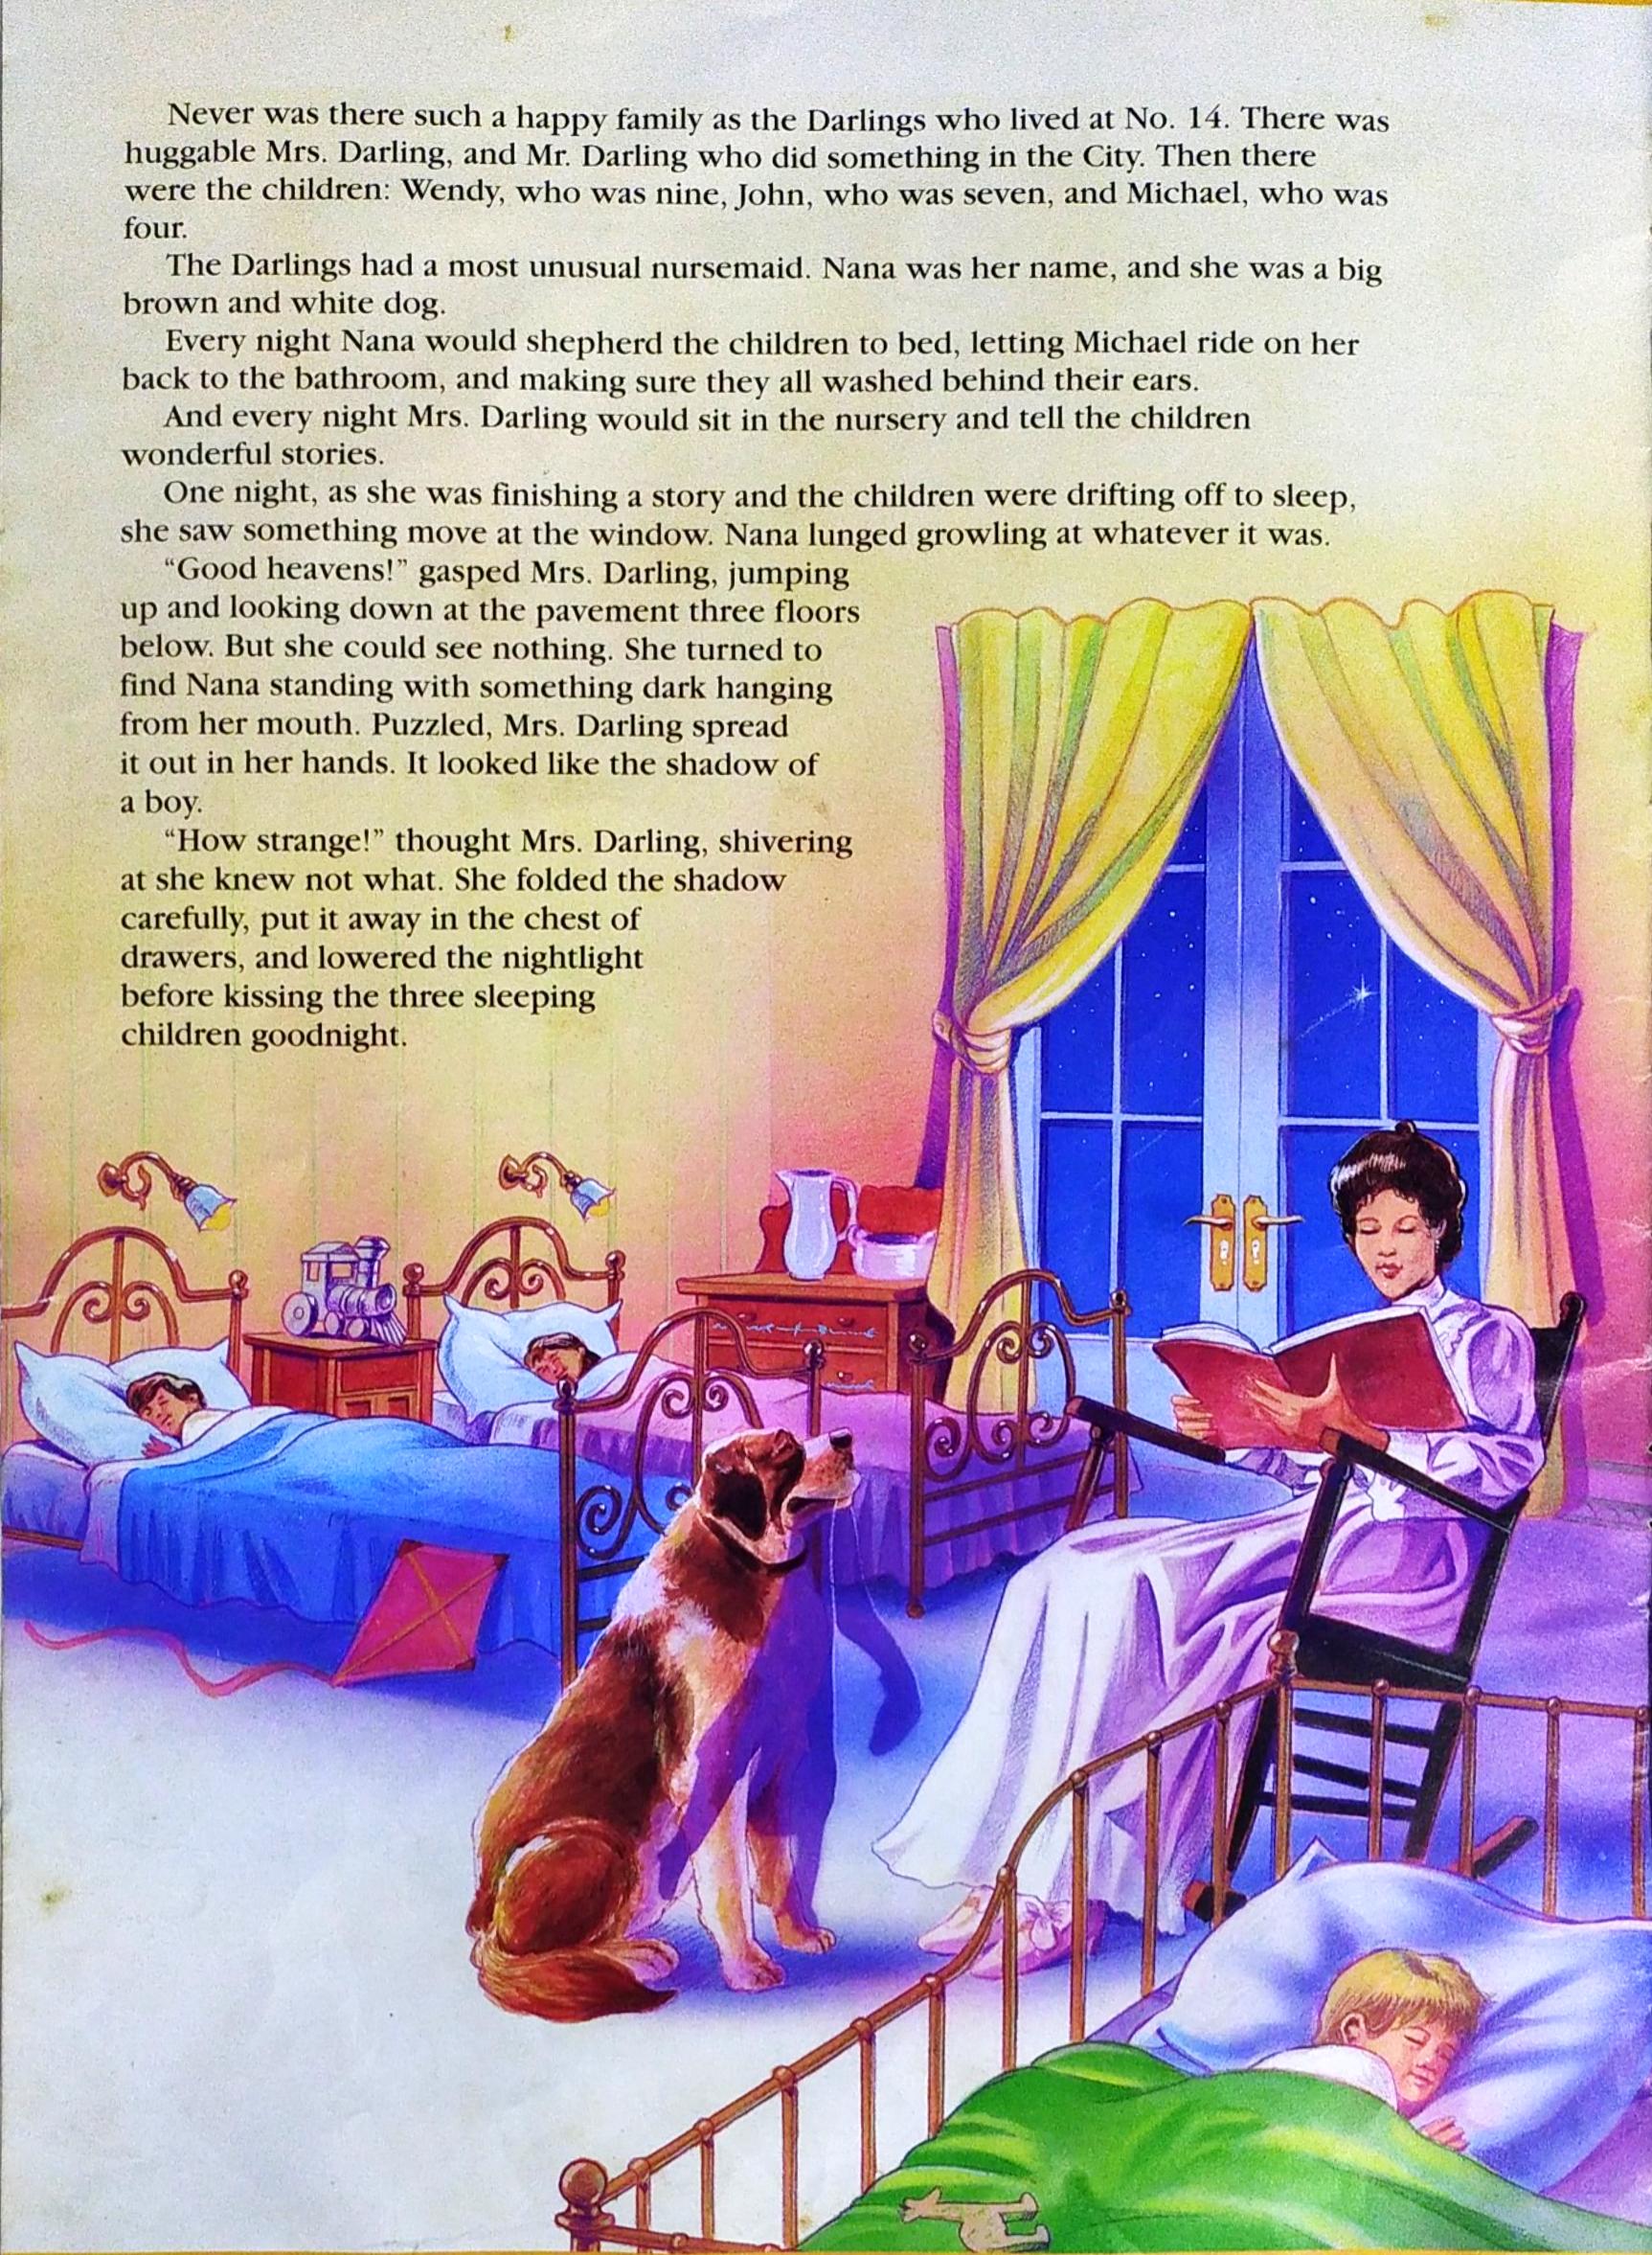 Never was there such a happy family as the Darlings who lived at No. 14. There was
huggable Mrs. Darling, and Mr. Darling who did something in the City. Then there
were the children: Wendy, who was nine, John, who was seven, and Michael, who was
four.
The Darlings had a most unusual nursemaid. Nana was her name, and she was a big
brown and white dog.
Every night Nana would shepherd the children to bed, letting Michael ride on her
back to the bathroom, and making sure they all washed behind their ears.
And every night Mrs. Darling would sit in the nursery and tell the children
wonderful stories.
One night, as she was finishing a story and the children were drifting off to sleep,
she saw something move at the window. Nana lunged growling at whatever it was.
“Good heavens!” gasped Mrs. Darling, jumping
up and looking down at the pavement three floors
below. But she could see nothing. She turned to
find Nana standing with something dark hanging
from her mouth. Puzzled, Mrs. Darling spread
it out in her hands. It looked like the shadow of
a boy.
“How strange!” thought Mrs. Darling, shivering
at she knew not what. She folded the shadow
carefully, put it away in the chest of
drawers, and lowered the nightlight
before kissing the three sleeping
children goodnight.